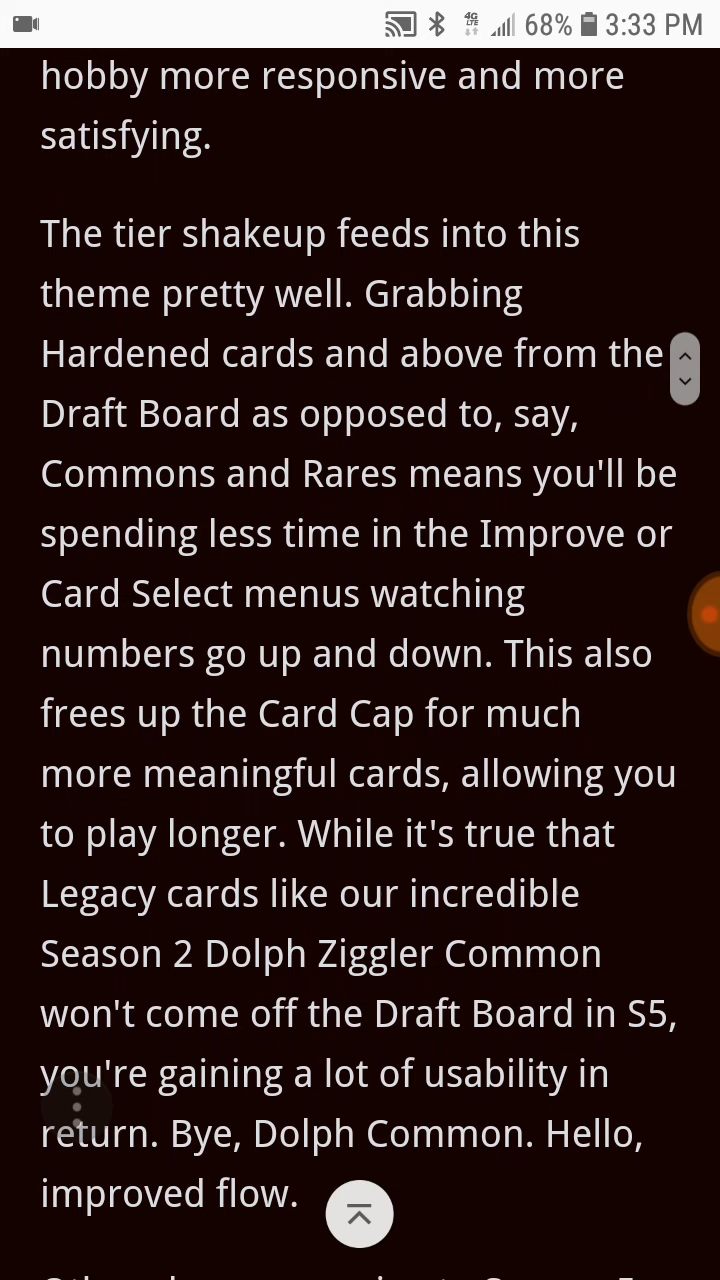 4G LTE 68% 3:33 PM
hobby more responsive and more
satisfying.
The tier shakeup feeds into this
theme pretty well. Grabbing
Hardened cards and above from the
Draft Board as opposed to, say,
Commons and Rares means you'll be
spending less time in the Improve or
Card Select menus watching
numbers go up and down. This also
frees up the Card Cap for much
more meaningful cards, allowing you
to play longer. While it's true that
Legacy cards like our incredible
Season 2 Dolph Ziggler Common
won't come off the Draft Board in S5,
you're gaining a lot of usability in
return. Bye, Dolph Common. Hello,
improved flow.